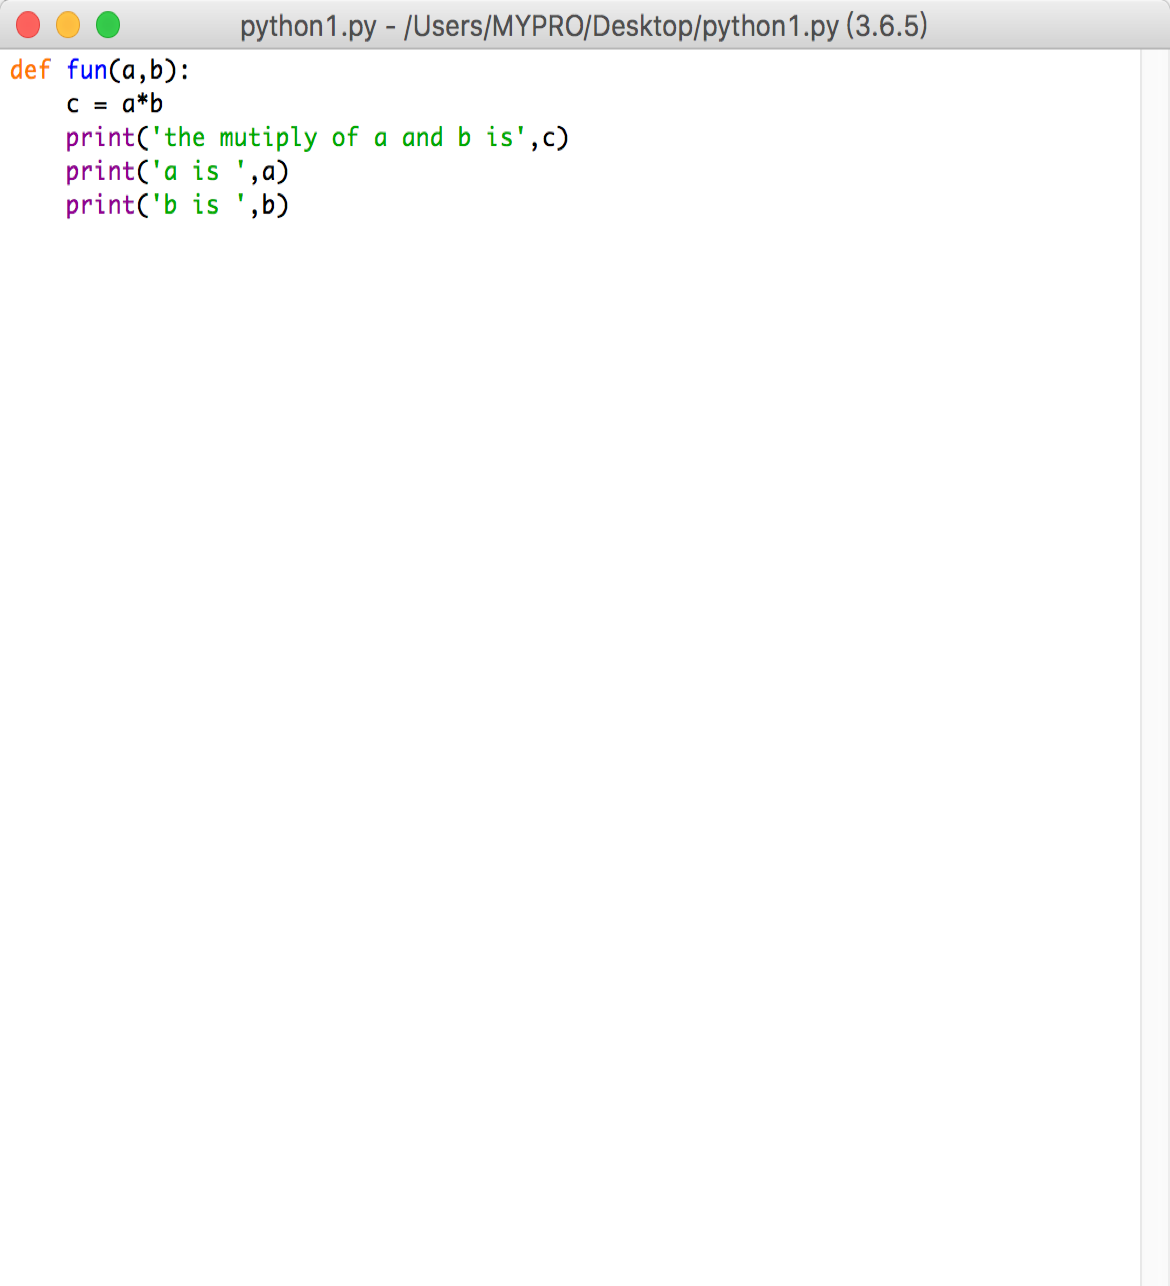 python1.py - /Users/MYPRO/Desktop/python1.py (3.6.5)
def fun(a,b):
    c = a*b
    print('the mutiply of a and b is',c)
    print('a is ',a)
    print('b is ',b)